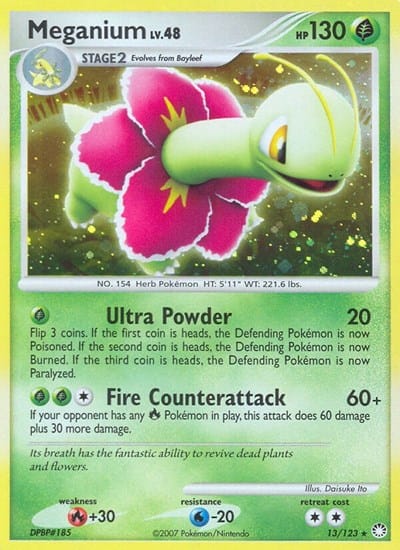 Meganium LV.48
HP 130
STAGE2 Evolves from Bayleef
NO. 154 Herb Pokémon HT: 5'11" WT: 221.6 lbs.
Ultra Powder 20
Flip 3 coins. If the first coin is heads, the Defending Pokémon is now
Poisoned. If the second coin is heads, the Defending Pokémon is now
Burned. If the third coin is heads, the Defending Pokémon is now
Paralyzed.
Fire Counterattack 60+
If your opponent has any Pokémon in play, this attack does 60 damage
plus 30 more damage.
Its breath has the fantastic ability to revive dead plants
and flowers.
Illus. Daisuke Ito
weakness resistance retreat cost
+30 -20
DPBP#185 ©2007 Pokémon/Nintendo 13/123 ★